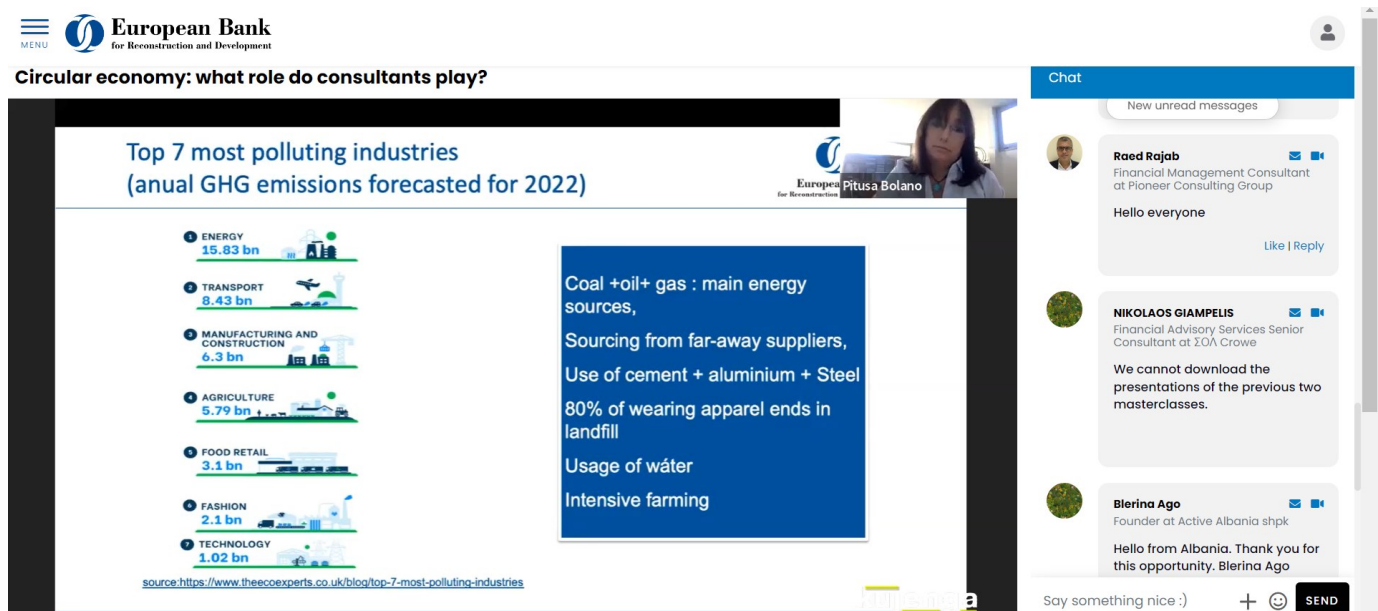 MENU
European Bank
for Reconstruction and Development
Circular economy: what role do consultants play?
Top 7 most polluting industries
(anual GHG emissions forecasted for 2022)
Europea
for Reconstruction
Pitusa Bolano
1 ENERGY
15.83 bn
2 TRANSPORT
8.43 bn
3 MANUFACTURING AND
CONSTRUCTION
6.3 bn
4 AGRICULTURE
5.79 bn
5 FOOD RETAIL
3.1 bn
6 FASHION
2.1 bn
7 TECHNOLOGY
1.02 bn
source:https://www.theecoexperts.co.uk/blog/top-7-most-polluting-industries
Coal +oil+ gas : main energy
sources,
Sourcing from far-away suppliers,
Use of cement + aluminium + Steel
80% of wearing apparel ends in
landfill
Usage of wáter
Intensive farming
Chat
New unread messages
Raed Rajab
Financial Management Consultant
at Pioneer Consulting Group
Hello everyone
Like | Reply
NIKOLAOS GIAMPELIS
Financial Advisory Services Senior
Consultant at ΣΟΛ Crowe
We cannot download the
presentations of the previous two
masterclasses.
Blerina Ago
Founder at Active Albania shpk
Hello from Albania. Thank you for
this opportunity. Blerina Ago
Say something nice :)
SEND